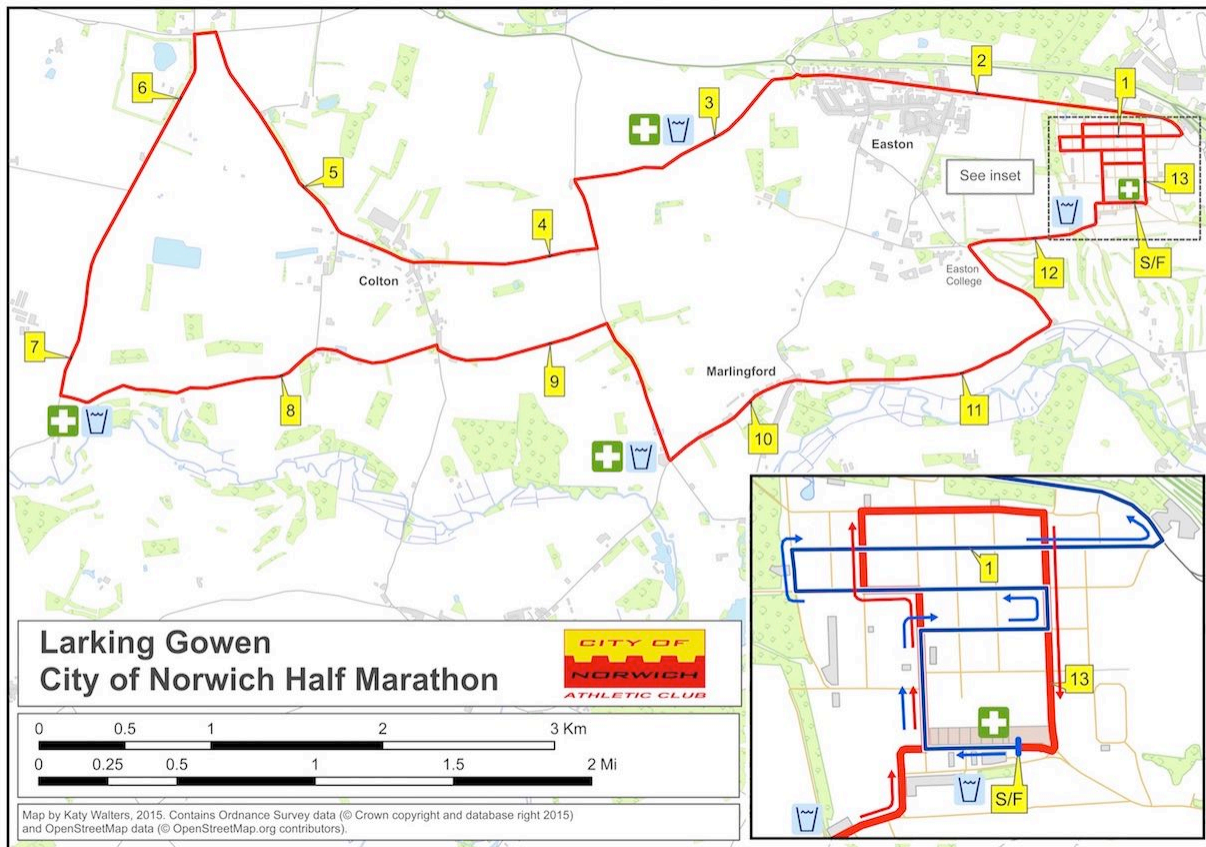 6
2
1
3
Easton
5
See inset
13
4
S/F
Colton
Easton
College
12
7
Marlingford
9
8
11
10
1
13
S/F
Larking Gowen
City of Norwich Half Marathon
CITY OF
NORWICH
ATHLETIC CLUB
0 0.5 1 2 3 Km
0 0.25 0.5 1 1.5 2 Mi
Map by Katy Walters, 2015. Contains Ordnance Survey data (© Crown copyright and database right 2015)
and OpenStreetMap data (© OpenStreetMap.org contributors).